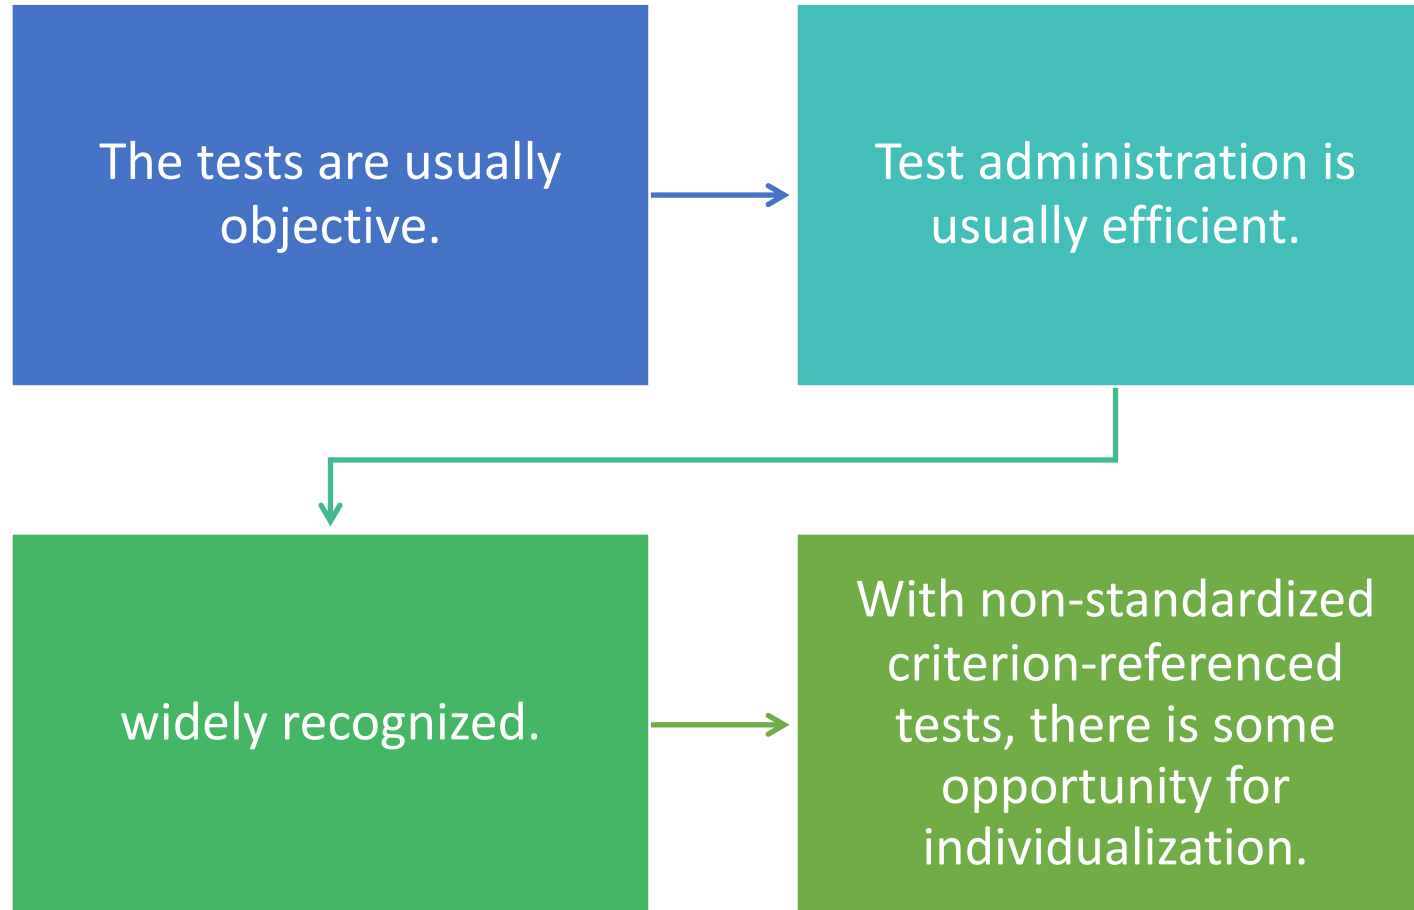 The tests are usually
objective.
Test administration is
usually efficient.
widely recognized.
With non-standardized
criterion-referenced
tests, there is some
opportunity for
individualization.